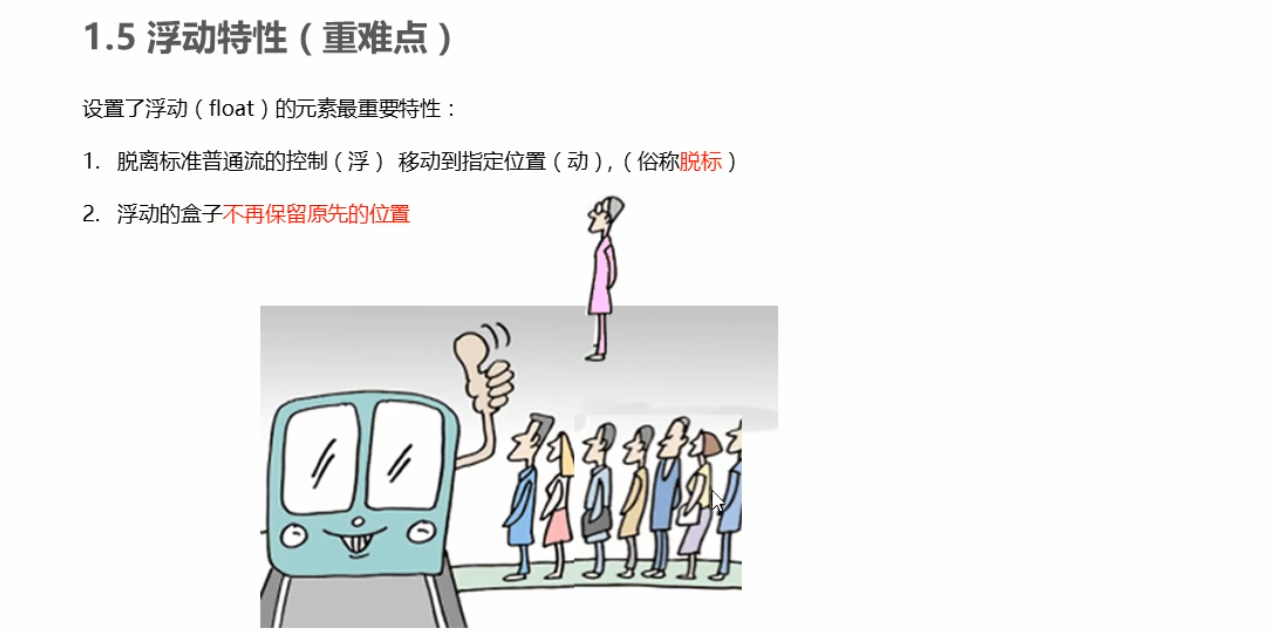 1.5 浮动特性（重难点）
设置了浮动（float）的元素最重要特性：
1. 脱离标准普通流的控制（浮） 移动到指定位置（动），（俗称脱标）
2. 浮动的盒子不再保留原先的位置